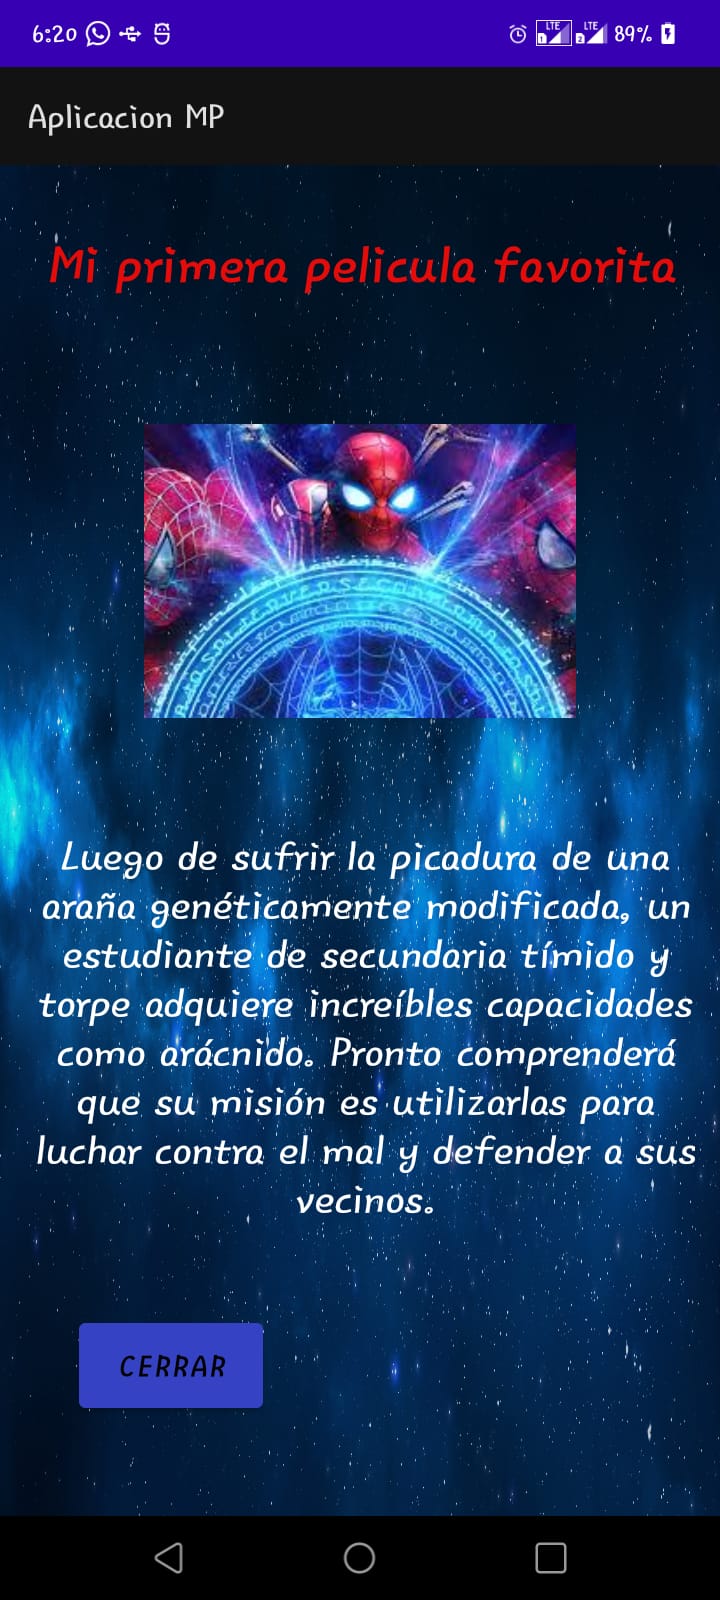 6:20
LTE 1 LTE 2 89%
Aplicacion MP
Mi primera pelicula favorita
Luego de sufrir la picadura de una
araña genéticamente modificada, un
estudiante de secundaria tímido y
torpe adquiere increíbles capacidades
como arácnido. Pronto comprenderá
que su misión es utilizarlas para
luchar contra el mal y defender a sus
vecinos.
CERRAR